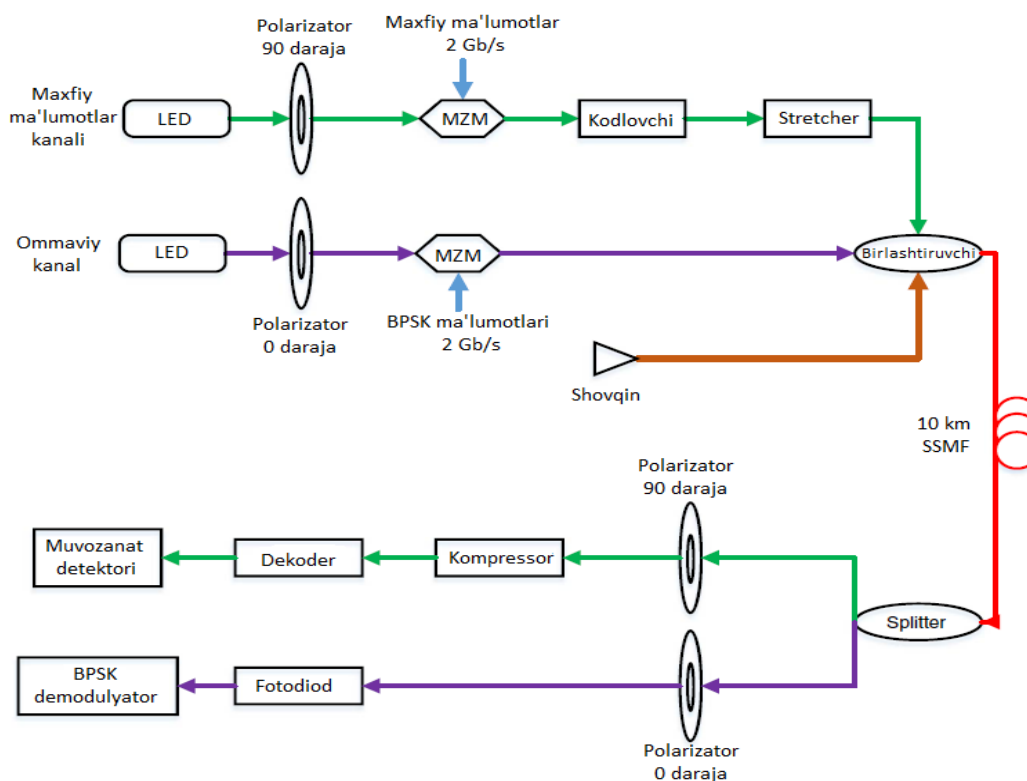 Polarizator
90 daraja
Maxfiy ma'lumotlar
2 Gb/s
Maxfiy
ma'lumotlar
kanali
LED
MZM
Kodlovchi
Stretcher
Ommaviy
kanal
LED
MZM
Birlashtiruvchi
Polarizator
0 daraja
BPSK ma'lumotlari
2 Gb/s
Shovqin
10 km
SSMF
Polarizator
90 daraja
Muvozanat
detektori
Dekoder
Kompressor
Splitter
BPSK
demodulyator
Fotodiod
Polarizator
0 daraja